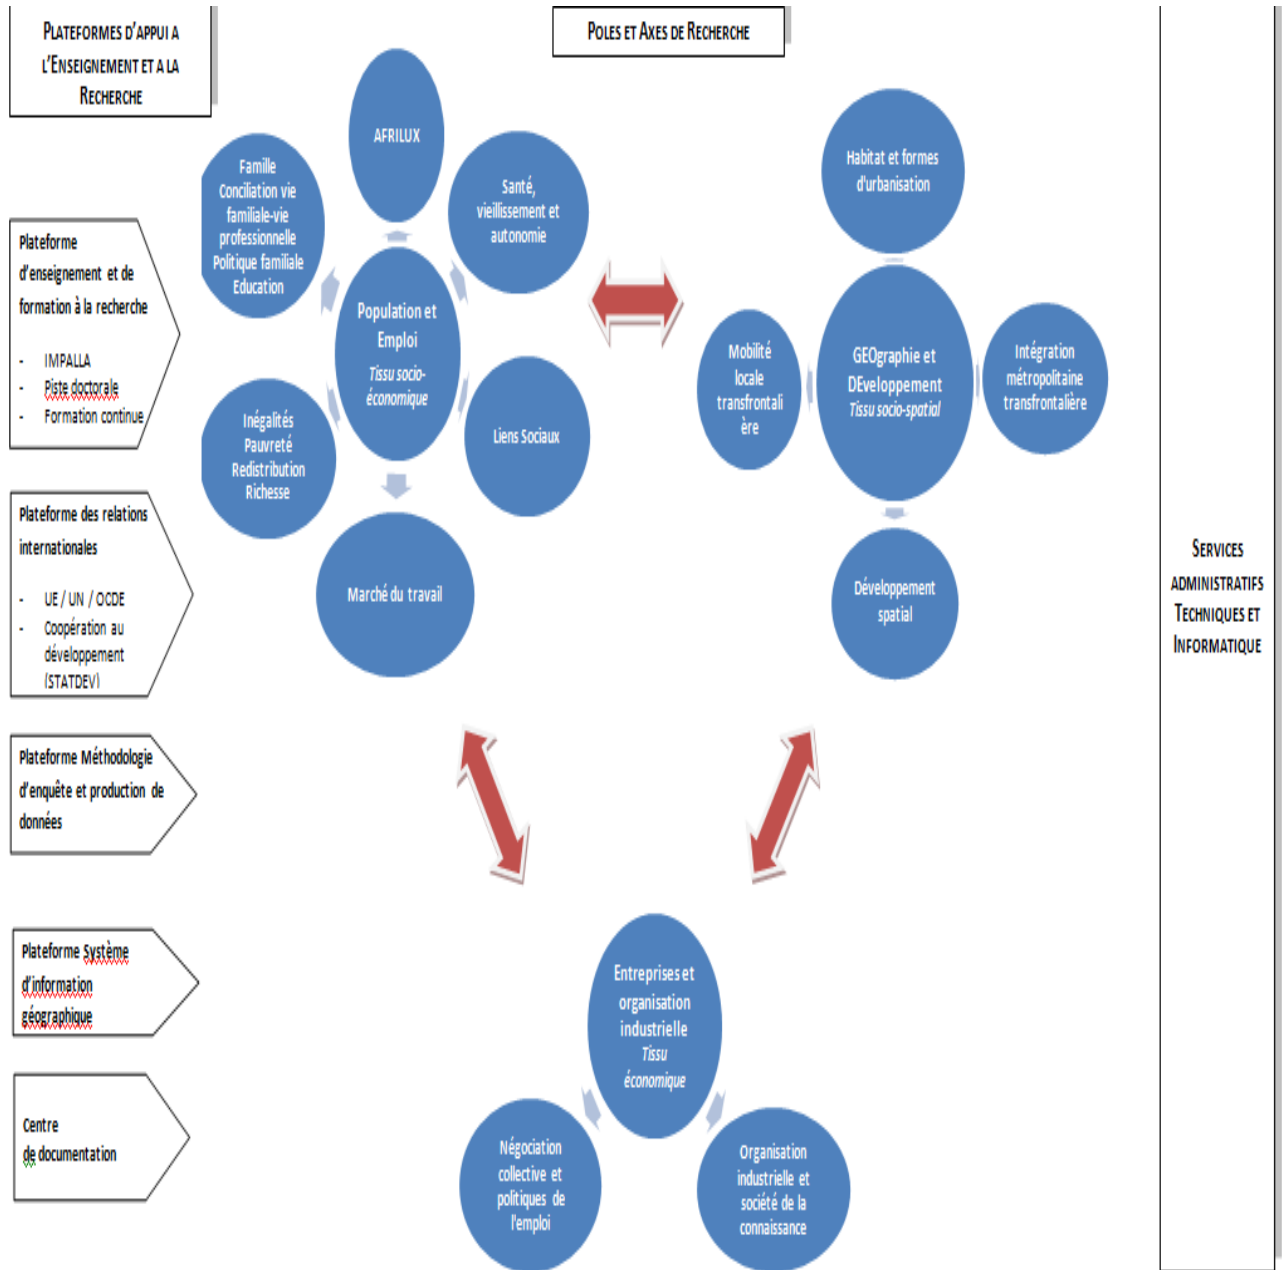 PLATEFORMES D'APPUI A
L'ENSEIGNEMENT ET A LA
RECHERCHE
POLES ET AXES DE RECHERCHE
Plateforme
d'enseignement et de
formation à la recherche
- IMPALLA
- Piste doctorale
- Formation continue
Plateforme des relations
internationales
- UE / UN / OCDE
- Coopération au
développement
(STATDEV)
Plateforme Méthodologie
d'enquête et production de
données
Plateforme Système
d'information
géographique
Centre
de documentation
AFRILUX
Famille
Conciliation vie
familiale-vie
professionnelle
Politique familiale
Education
Santé,
vieillissement et
autonomie
Population et
Emploi
Tissu socio-
économique
Inégalités
Pauvreté
Redistribution
Richesse
Liens Sociaux
Marché du travail
Habitat et formes
d'urbanisation
Mobilité
locale
transfrontali
ère
GEOgraphie et
DEveloppement
Tissu socio-spatial
Intégration
métropolitaine
transfrontalière
Développement
spatial
Entreprises et
organisation
industrielle
Tissu
économique
Négociation
collective et
politiques de
l'emploi
Organisation
industrielle et
société de la
connaissance
SERVICES
ADMINISTRATIFS
TECHNIQUES ET
INFORMATIQUE